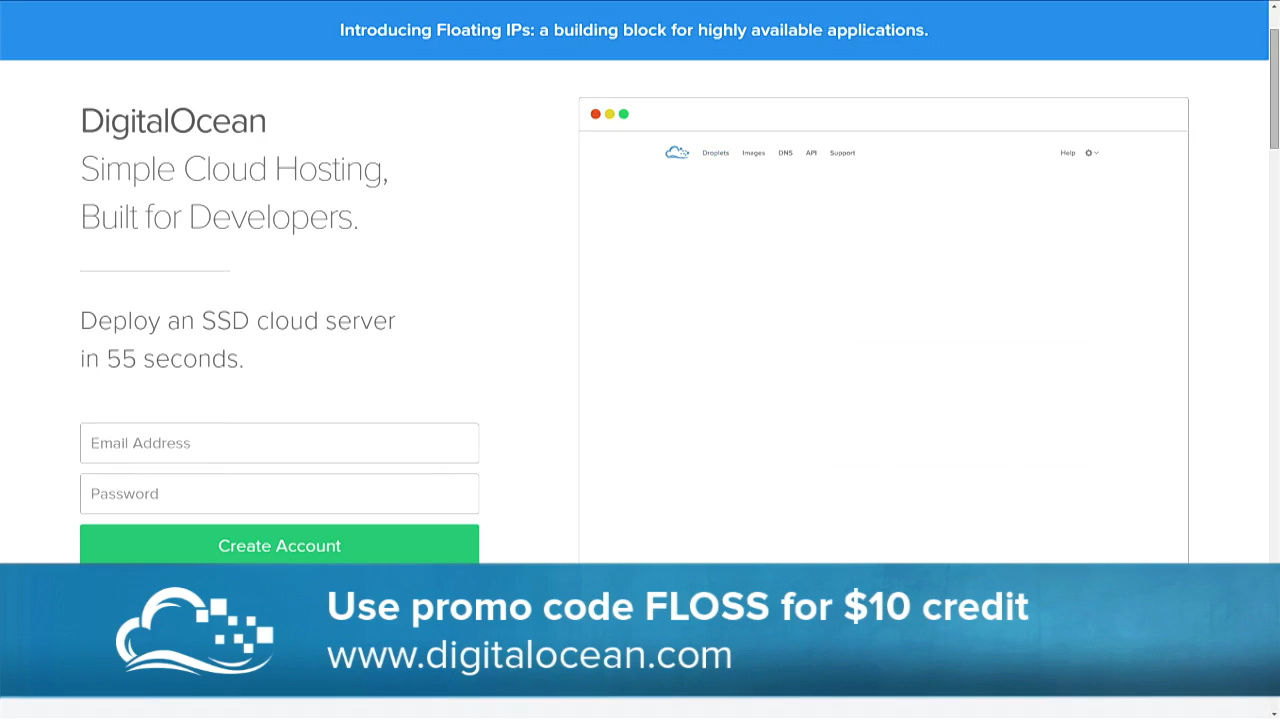 Introducing Floating IPs: a building block for highly available applications.
DigitalOcean
Simple Cloud Hosting,
Built for Developers.
Deploy an SSD cloud server
in 55 seconds.
Email Address
Password
Create Account
Droplets Images DNS API Support Help
Use promo code FLOSS for $10 credit
www.digitalocean.com